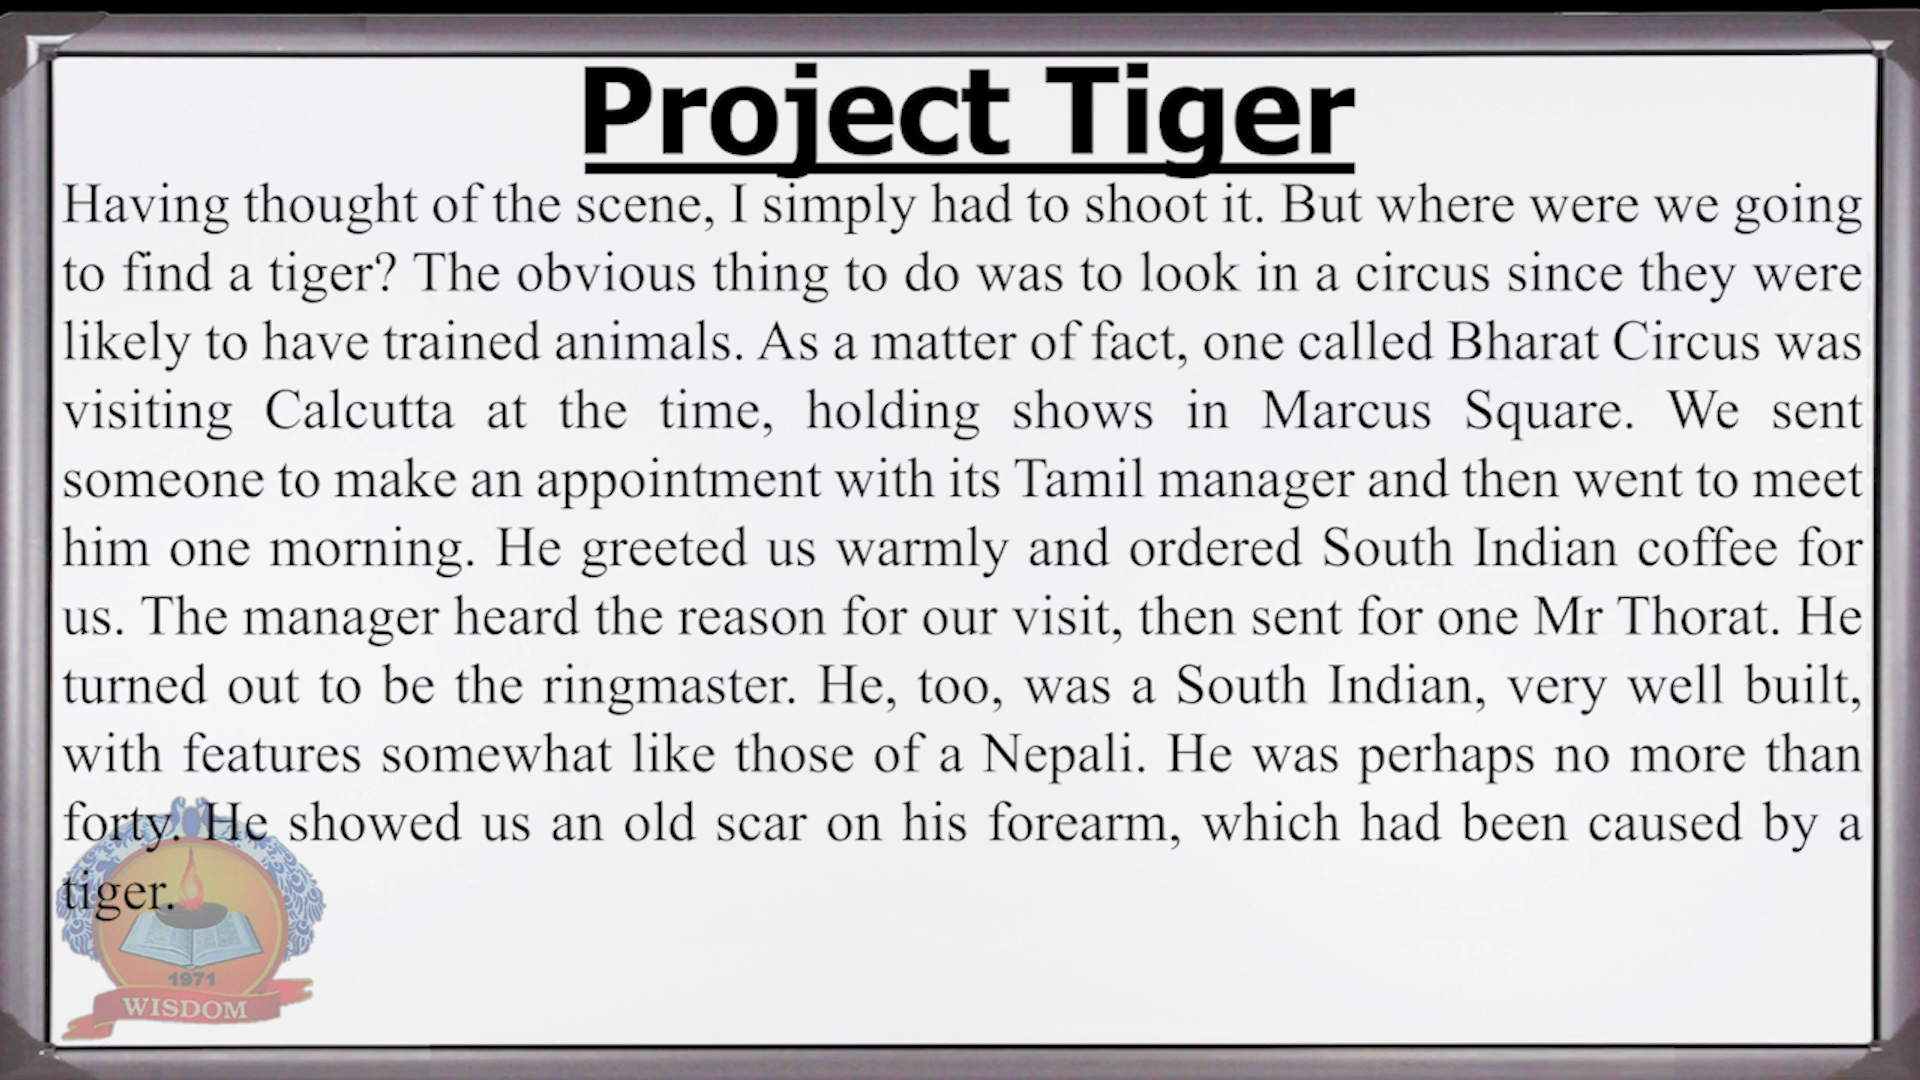 Project Tiger
Having thought of the scene, I simply had to shoot it. But where were we going
to find a tiger? The obvious thing to do was to look in a circus since they were
likely to have trained animals. As a matter of fact, one called Bharat Circus was
visiting Calcutta at the time, holding shows in Marcus Square. We sent
someone to make an appointment with its Tamil manager and then went to meet
him one morning. He greeted us warmly and ordered South Indian coffee for
us. The manager heard the reason for our visit, then sent for one Mr Thorat. He
turned out to be the ringmaster. He, too, was a South Indian, very well built,
with features somewhat like those of a Nepali. He was perhaps no more than
forty. He showed us an old scar on his forearm, which had been caused by a
tiger.
1971
WISDOM